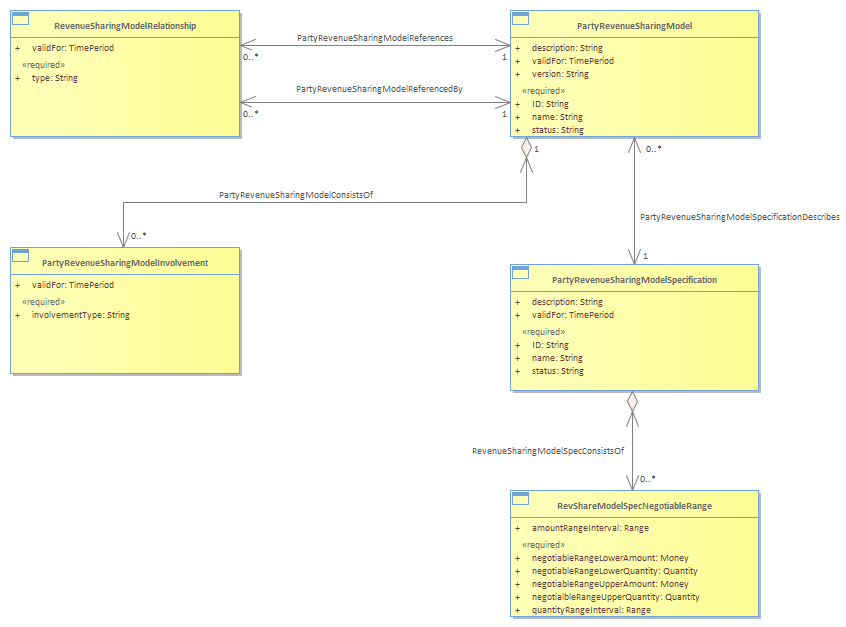 RevenueSharingModelRelationship
+ validFor: TimePeriod
«required»
+ type: String
PartyRevenueSharingModelReferences
0..*
1
PartyRevenueSharingModelReferencedBy
0..*
1
PartyRevenueSharingModel
+ description: String
+ validFor: TimePeriod
+ version: String
«required»
+ ID: String
+ name: String
+ status: String
1
0..*
PartyRevenueSharingModelConsistsOf
0..*
PartyRevenueSharingModelSpecificationDescribes
1
PartyRevenueSharingModelInvolvement
+ validFor: TimePeriod
«required»
+ involvementType: String
PartyRevenueSharingModelSpecification
+ description: String
+ validFor: TimePeriod
«required»
+ ID: String
+ name: String
+ status: String
RevenueSharingModelSpecConsistsOf
0..*
RevShareModelSpecNegotiableRange
+ amountRangeInterval: Range
«required»
+ negotiableRangeLowerAmount: Money
+ negotiableRangeLowerQuantity: Quantity
+ negotiableRangeUpperAmount: Money
+ negotialbleRangeUpperQuantity: Quantity
+ quantityRangeInterval: Range